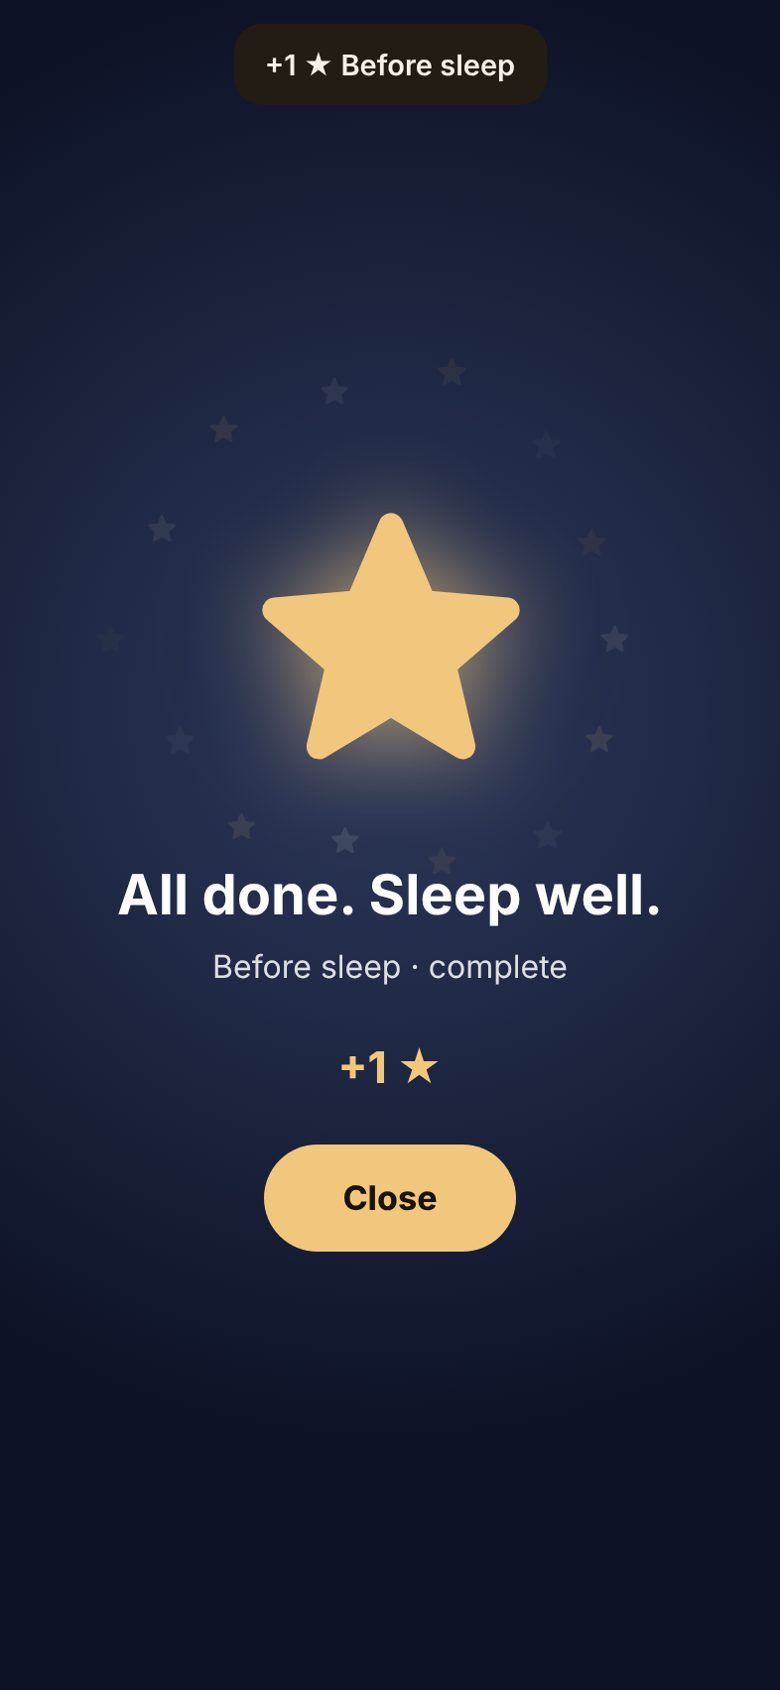 +1 ★ Before sleep
All done. Sleep well.
Before sleep · complete
+1 ★
Close